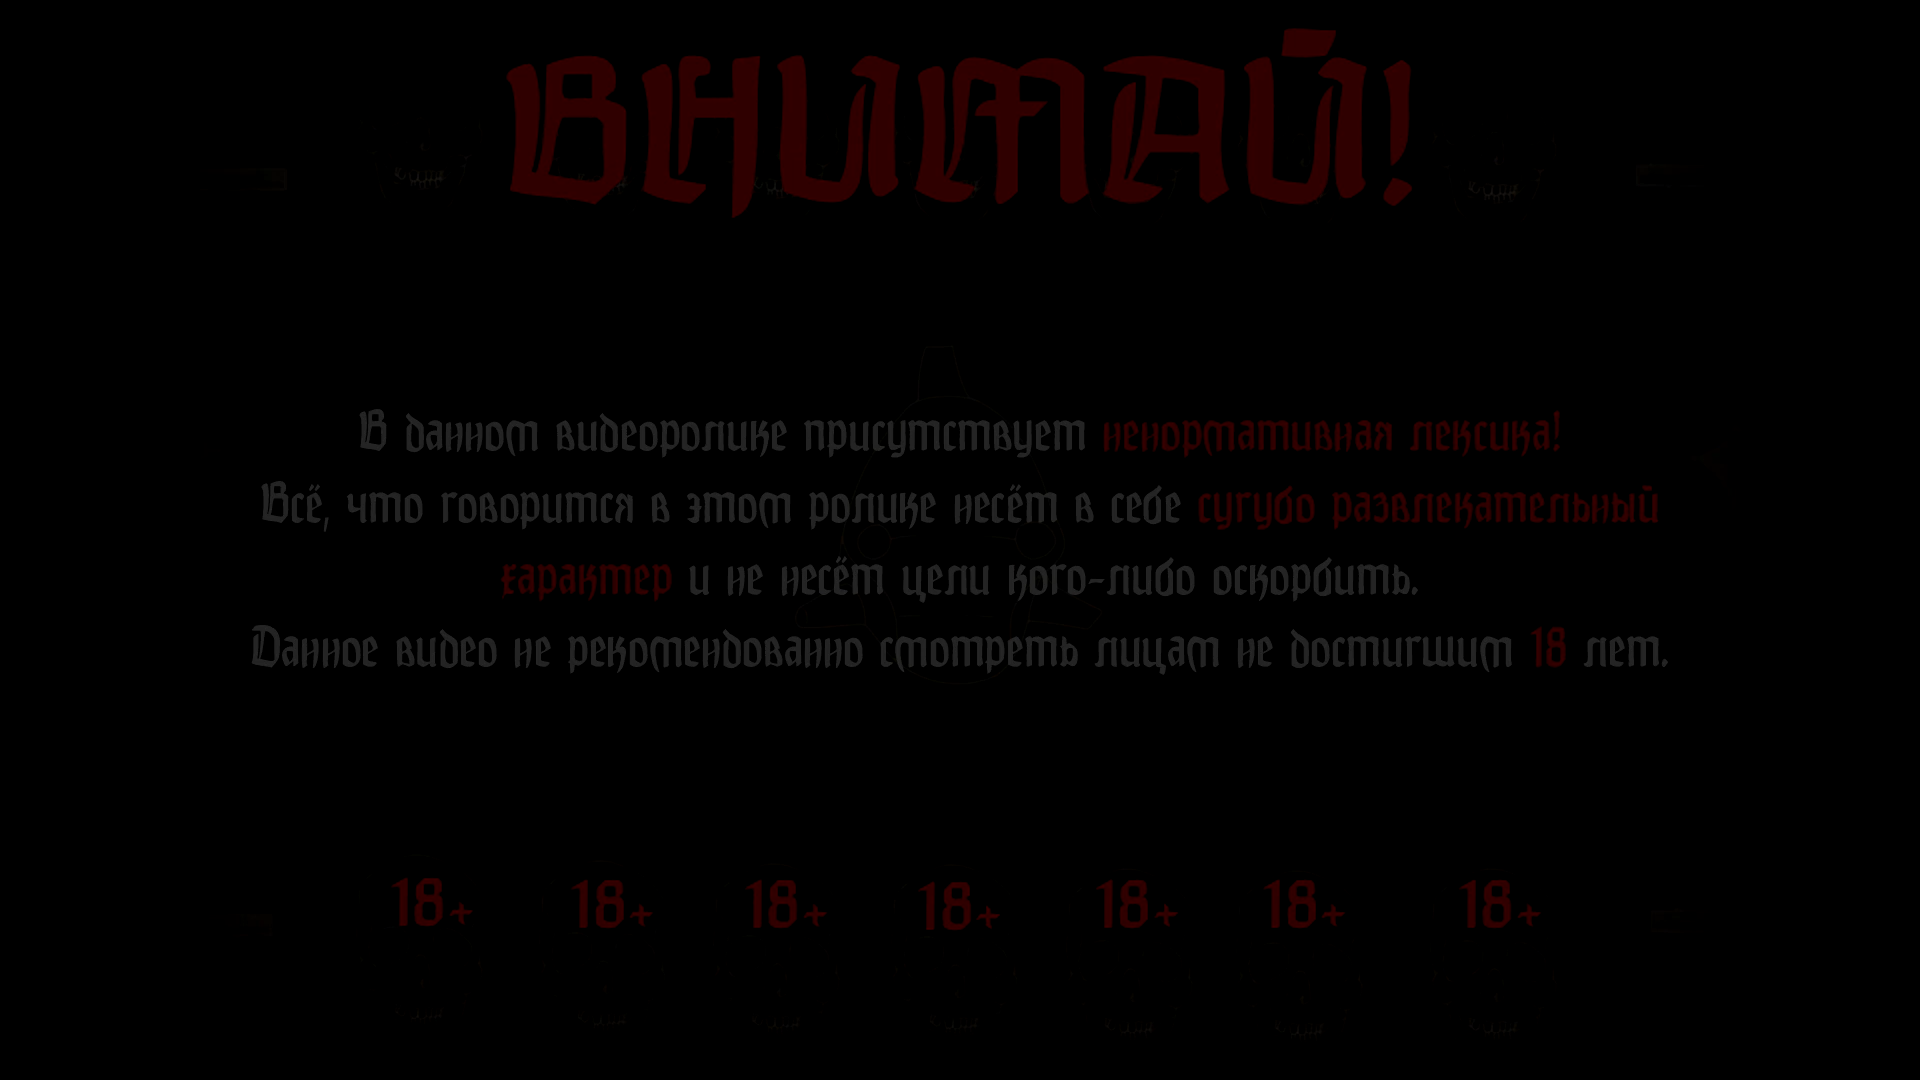 ВНИМАЙ!
В данном видеоролике присутствует ненормативная лексика!
Всё, что говорится в этом ролике несёт в себе сугубо развлекательный
характер и не несёт цели кого-либо оскорбить.
Данное видео не рекомендованно смотреть лицам не достигшим 18 лет.
18+ 18+ 18+ 18+ 18+ 18+ 18+